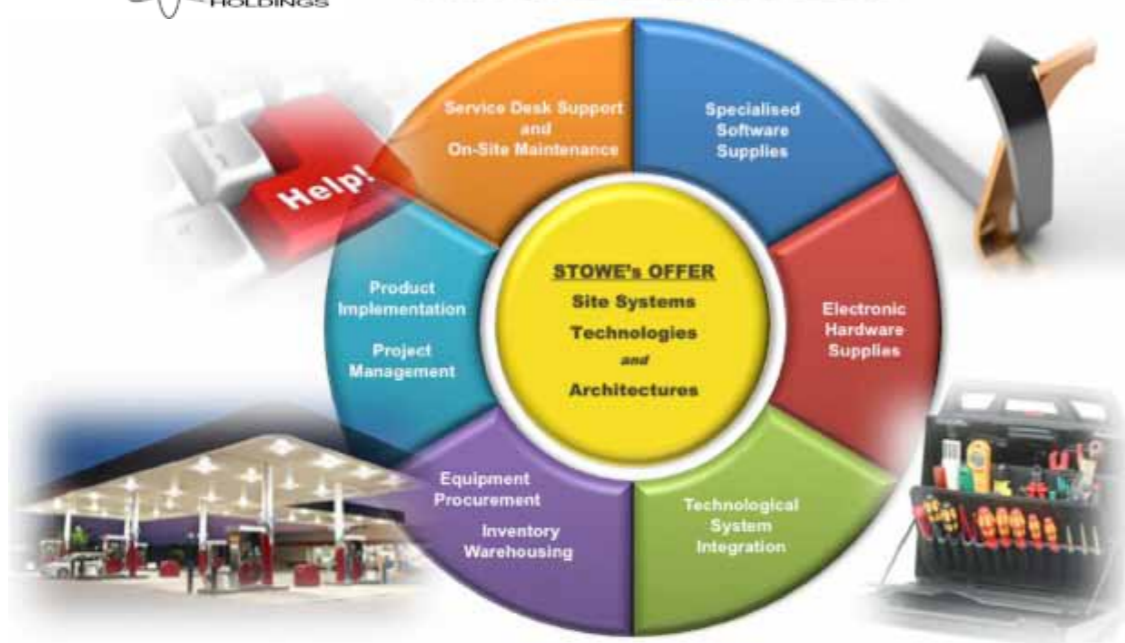 HOLDINGS
Service Desk Support
and
On-Site Maintenance
Specialised
Software
Supplies
Help!
Product
Implementation
Project
Management
STOWE's OFFER
Site Systems
Technologies
and
Architectures
Electronic
Hardware
Supplies
Equipment
Procurement
Inventory
Warehousing
Technological
System
Integration